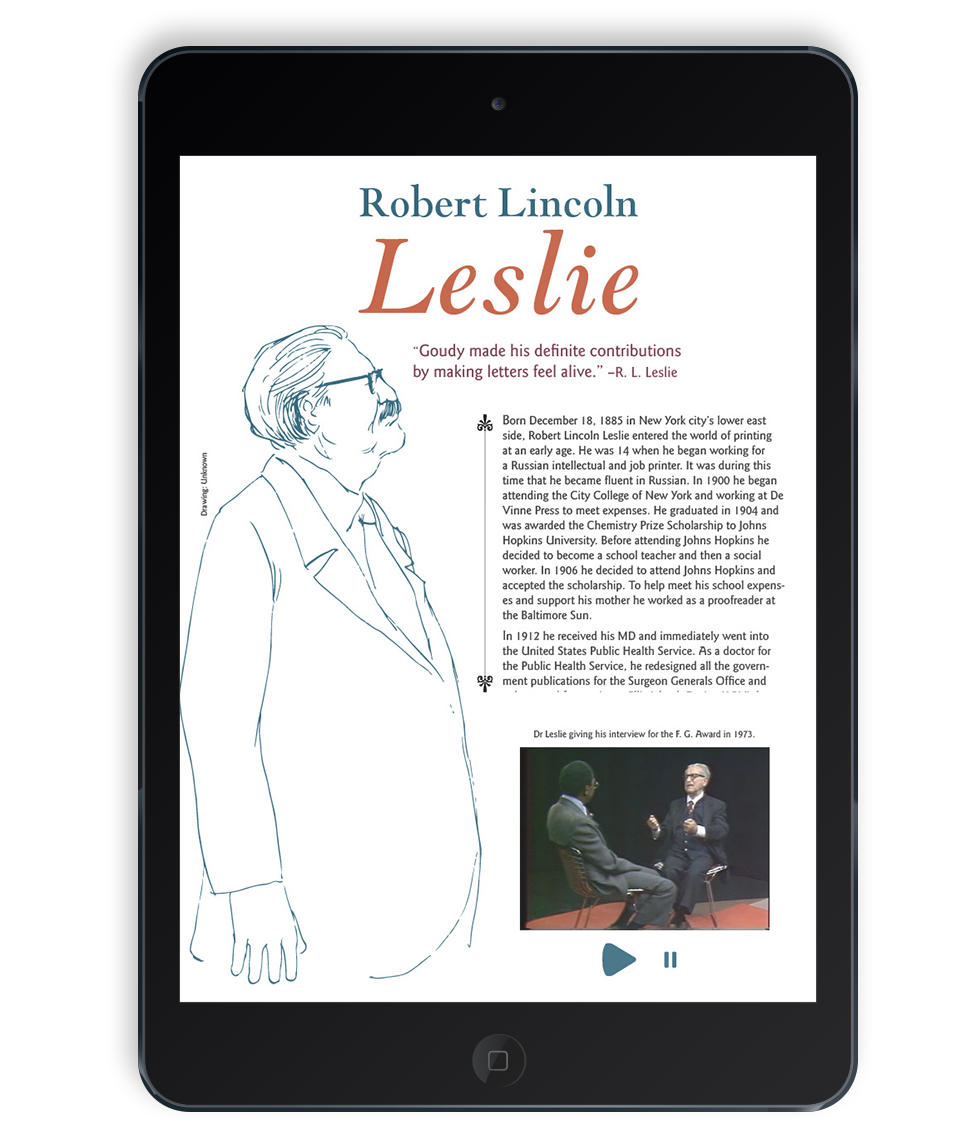 Robert Lincoln
Leslie
“Goudy made his definite contributions
by making letters feel alive.” –R. L. Leslie
Born December 18, 1885 in New York city’s lower east
side, Robert Lincoln Leslie entered the world of printing
at an early age. He was 14 when he began working for
a Russian intellectual and job printer. It was during this
time that he became fluent in Russian. In 1900 he began
attending the City College of New York and working at De
Vinne Press to meet expenses. He graduated in 1904 and
was awarded the Chemistry Prize Scholarship to Johns
Hopkins University. Before attending Johns Hopkins he
decided to become a school teacher and then a social
worker. In 1906 he decided to attend Johns Hopkins and
accepted the scholarship. To help meet his school expens-
es and support his mother he worked as a proofreader at
the Baltimore Sun.
In 1912 he received his MD and immediately went into
the United States Public Health Service. As a doctor for
the Public Health Service, he redesigned all the govern-
ment publications for the Surgeon Generals Office and
Drawing: Unknown
Dr Leslie giving his interview for the F. G. Award in 1973.